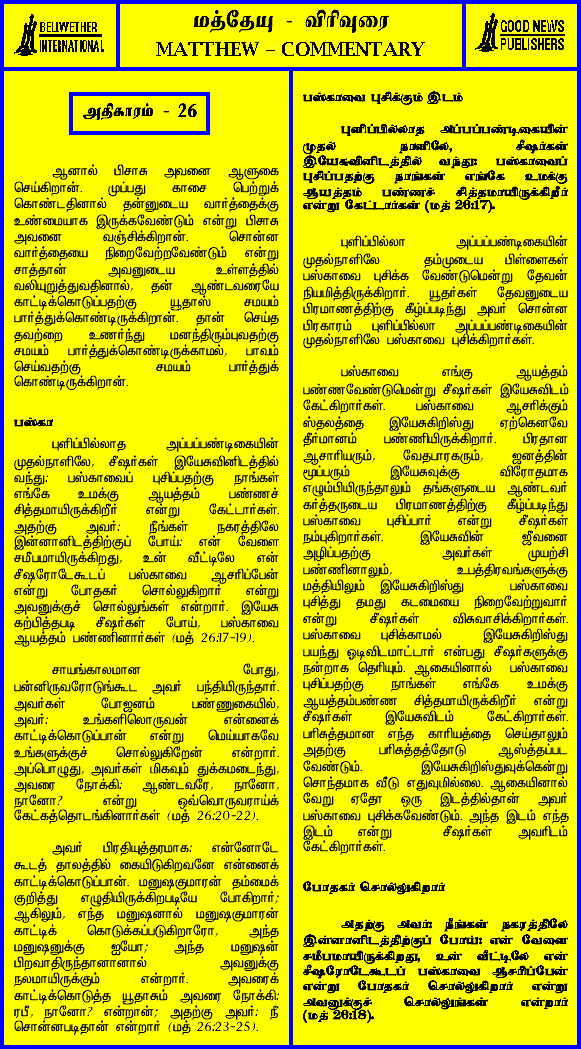 BELIWETHER
INTERNATIONAL
மத்தேயு - விரிவுரை
MATTHEW – COMMENTARY
GOOD NEWS
PUBLISHERS
அதிகாரம் - 26
ஆனால் பிசாசு அவனை ஆளுகை
செய்கிறான். முப்பது காசை பெற்றுக்
கொண்டதினால் தன்னுடைய வார்த்தைக்கு
உண்மையாக இருக்கவேண்டும் என்று பிசாசு
அவனை வஞ்சிக்கிறான். சொன்ன
வார்த்தையை நிறைவேற்றவேண்டும் என்று
சாத்தான் அவனுடைய உள்ளத்தில்
வலியுறுத்துவதினால், தன் ஆண்டவரையே
காட்டிக்கொடுப்பதற்கு யூதாஸ் சமயம்
பார்த்துக்கொண்டிருக்கிறான். தான் செய்த
தவற்றை உணர்ந்து மனந்திரும்புவதற்கு
சமயம் பார்த்துக்கொண்டிருக்காமல், பாவம்
செய்வதற்கு சமயம் பார்த்துக்
கொண்டிருக்கிறான்.
பஸ்கா
புளிப்பில்லாத அப்பப்பண்டிகையின்
முதல்நாளிலே, சீஷர்கள் இயேசுவினிடத்தில்
வந்து: பஸ்காவைப் புசிப்பதற்கு நாங்கள்
எங்கே உமக்கு ஆயத்தம் பண்ணச்
சித்தமாயிருக்கிறீர் என்று கேட்டார்கள்.
அதற்கு அவர்: நீங்கள் நகரத்திலே
இன்னானிடத்திற்குப் போய்: என் வேளை
சமீபமாயிருக்கிறது, உன் வீட்டிலே என்
சீஷரோடேகூடப் பஸ்காவை ஆசரிப்பேன்
என்று போதகர் சொல்லுகிறார் என்று
அவனுக்குச் சொல்லுங்கள் என்றார். இயேசு
கற்பித்தபடி சீஷர்கள் போய், பஸ்காவை
ஆயத்தம் பண்ணினார்கள் (மத் 26:17-19).
சாயங்காலமான போது,
பன்னிருவரோடுங்கூட அவர் பந்தியிருந்தார்.
அவர்கள் போஜனம் பண்ணுகையில்,
அவர்: உங்களிலொருவன் என்னைக்
காட்டிக்கொடுப்பான் என்று மெய்யாகவே
உங்களுக்குச் சொல்லுகிறேன் என்றார்.
அப்பொழுது, அவர்கள் மிகவும் துக்கமடைந்து,
அவரை நோக்கி: ஆண்டவரே, நானோ,
நானோ? என்று ஒவ்வொருவராய்க்
கேட்கத்தொடங்கினார்கள் (மத் 26:20-22).
அவர் பிரதியுத்தரமாக: என்னோடே
கூடத் தாலத்தில் கையிடுகிறவனே என்னைக்
காட்டிக்கொடுப்பான். மனுஷகுமாரன் தம்மைக்
குறித்து எழுதியிருக்கிறபடியே போகிறார்;
ஆகிலும், எந்த மனுஷனால் மனுஷகுமாரன்
காட்டிக் கொடுக்கப்படுகிறாரோ, அந்த
மனுஷனுக்கு ஐயோ; அந்த மனுஷன்
பிறவாதிருந்தானானால் அவனுக்கு
நலமாயிருக்கும் என்றார். அவரைக்
காட்டிக்கொடுத்த யூதாசும் அவரை நோக்கி:
ரபீ, நானோ? என்றான்; அதற்கு அவர்: நீ
சொன்னபடிதான் என்றார் (மத் 26:23-25).
பஸ்காவை புசிக்கும் இடம்
புளிப்பில்லாத அப்பப்பண்டிகையின்
முதல் நாளிலே, சீஷர்கள்
இயேசுவினிடத்தில் வந்து: பஸ்காவைப்
புசிப்பதற்கு நாங்கள் எங்கே உமக்கு
ஆயத்தம் பண்ணச் சித்தமாயிருக்கிறீர்
என்று கேட்டார்கள் (மத் 26:17).
புளிப்பில்லா அப்பப்பண்டிகையின்
முதல்நாளிலே தம்முடைய பிள்ளைகள்
பஸ்காவை புசிக்க வேண்டுமென்று தேவன்
நியமித்திருக்கிறார். யூதர்கள் தேவனுடைய
பிரமாணத்திற்கு கீழ்ப்படிந்து அவர் சொன்ன
பிரகாரம் புளிப்பில்லா அப்பப்பண்டிகையின்
முதல்நாளிலே பஸ்காவை புசிக்கிறார்கள்.
பஸ்காவை எங்கு ஆயத்தம்
பண்ணவேண்டுமென்று சீஷர்கள் இயேசுவிடம்
கேட்கிறார்கள். பஸ்காவை ஆசரிக்கும்
ஸ்தலத்தை இயேசுகிறிஸ்து ஏற்கெனவே
தீர்மானம் பண்ணியிருக்கிறார். பிரதான
ஆசாரியரும், வேதபாரகரும், ஜனத்தின்
மூப்பரும் இயேசுவுக்கு விரோதமாக
எழும்பியிருந்தாலும் தங்களுடைய ஆண்டவர்
கர்த்தருடைய பிரமாணத்திற்கு கீழ்ப்படிந்து
பஸ்காவை புசிப்பார் என்று சீஷர்கள்
நம்புகிறார்கள். இயேசுவின் ஜீவனை
அழிப்பதற்கு அவர்கள் முயற்சி
பண்ணினாலும், உபத்திரவங்களுக்கு
மத்தியிலும் இயேசுகிறிஸ்து பஸ்காவை
புசித்து தமது கடமையை நிறைவேற்றுவார்
என்று சீஷர்கள் விசுவாசிக்கிறார்கள்.
பஸ்காவை புசிக்காமல் இயேசுகிறிஸ்து
பயந்து ஓடிவிடமாட்டார் என்பது சீஷர்களுக்கு
நன்றாக தெரியும். ஆகையினால் பஸ்காவை
புசிப்பதற்கு நாங்கள் எங்கே உமக்கு
ஆயத்தம்பண்ண சித்தமாயிருக்கிறீர் என்று
சீஷர்கள் இயேசுவிடம் கேட்கிறார்கள்.
பரிசுத்தமான எந்த காரியத்தை செய்தாலும்
அதற்கு பரிசுத்தத்தோடு ஆஸ்தப்பட
வேண்டும். இயேசுகிறிஸ்துவுக்கென்று
சொந்தமாக வீடு எதுவுமில்லை. ஆகையினால்
வேறு ஏதோ ஒரு இடத்தில்தான் அவர்
பஸ்காவை புசிக்கவேண்டும். அந்த இடம் எந்த
இடம் என்று சீஷர்கள் அவரிடம்
கேட்கிறார்கள்.
போதகர் சொல்லுகிறார்
அதற்கு அவர்: நீங்கள் நகரத்திலே
இன்னானிடத்திற்குப் போய்: என் வேளை
சமீபமாயிருக்கிறது, உன் வீட்டிலே என்
சீஷரோடேகூடப் பஸ்காவை ஆசரிப்பேன்
என்று போதகர் சொல்லுகிறார் என்று
அவனுக்குச் சொல்லுங்கள் என்றார்
(மத் 26:18).